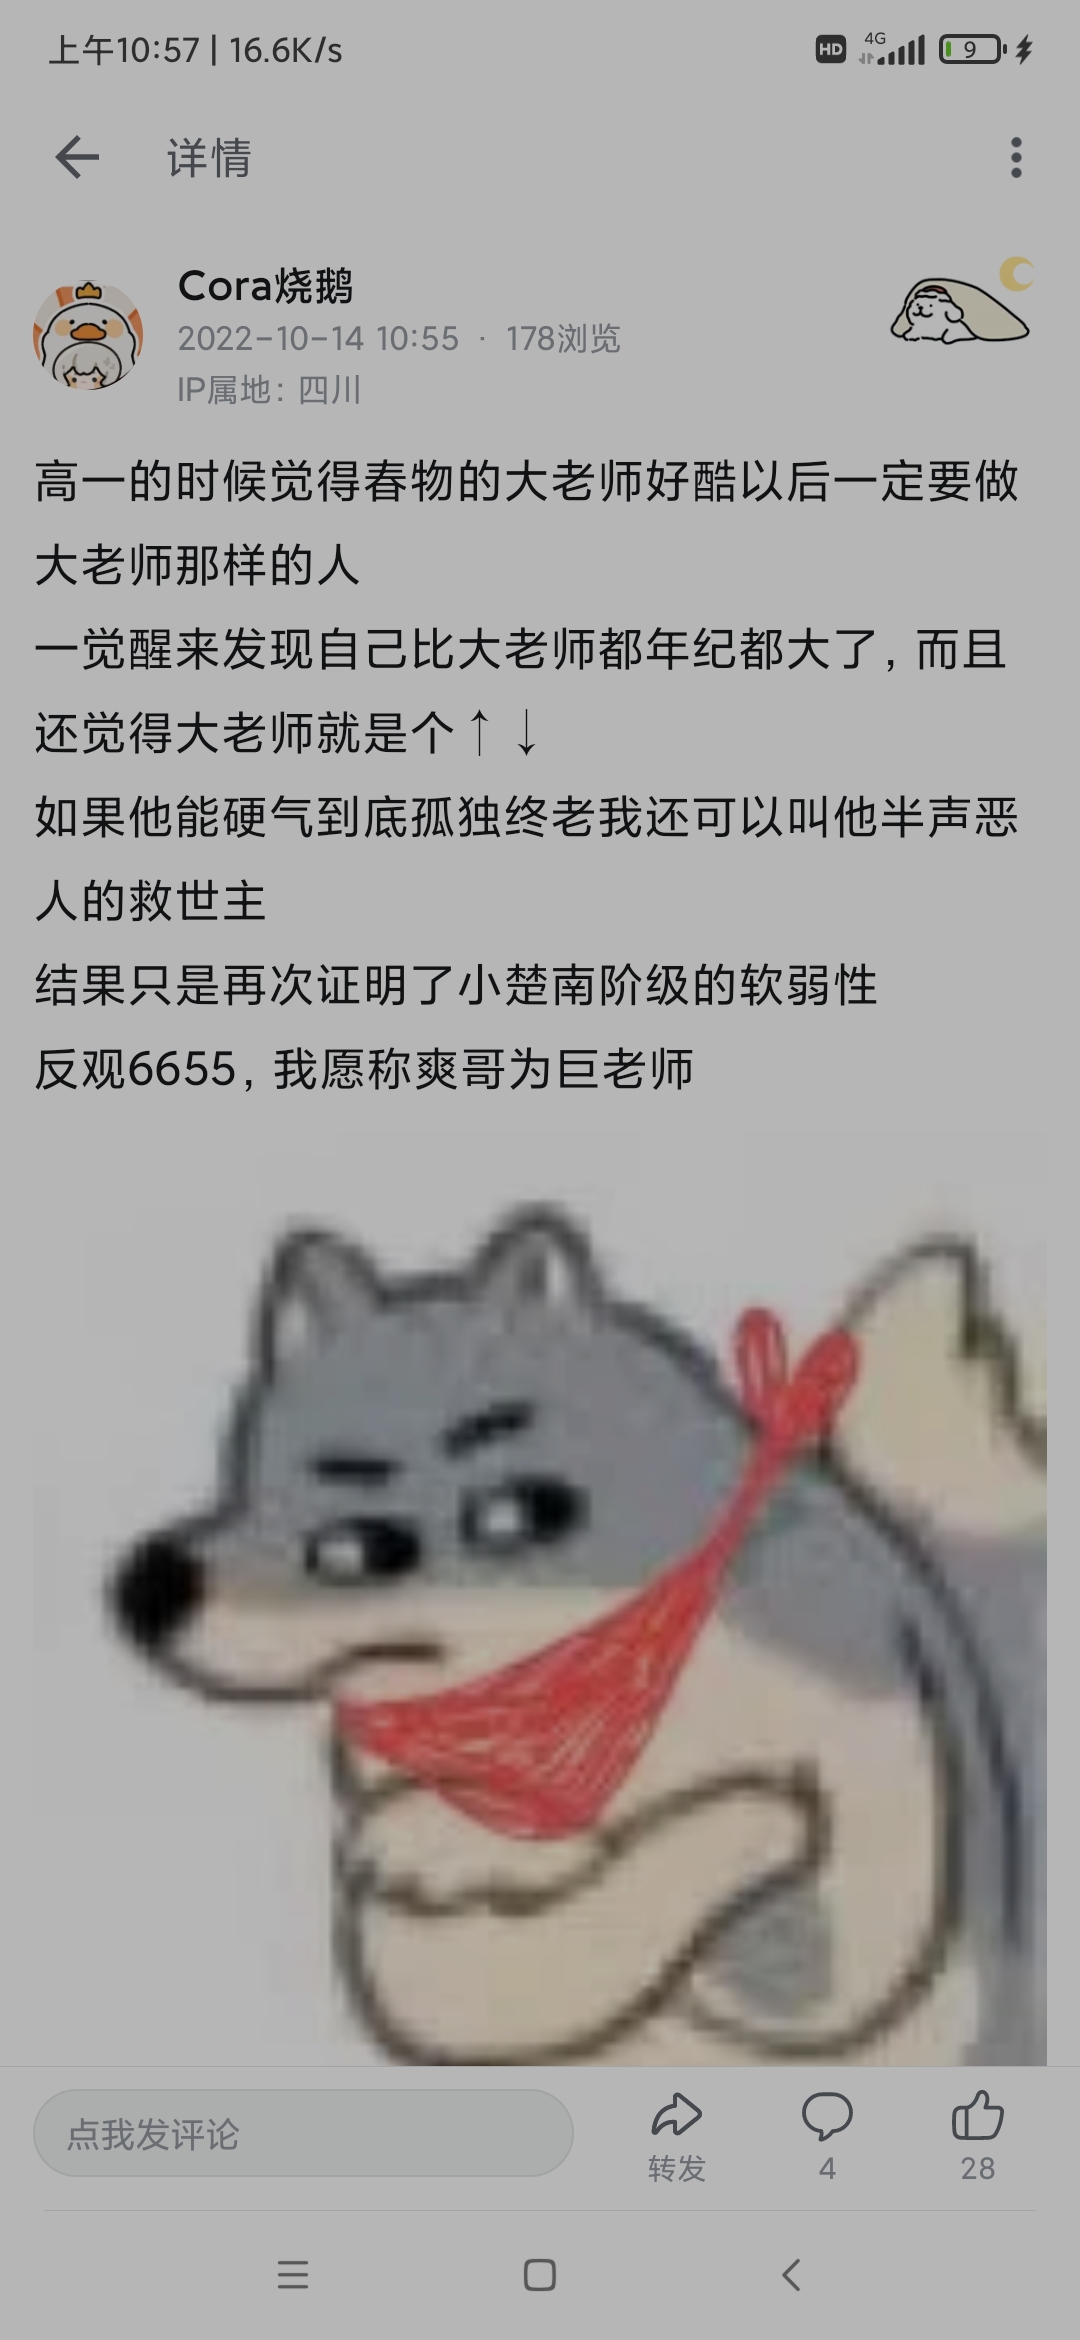 上午10:57 | 16.6K/s
HD 4G 9
详情
Cora烧鹅
2022-10-14 10:55 · 178浏览
IP属地：四川
高一的时候觉得春物的大老师好酷以后一定要做
大老师那样的人
一觉醒来发现自己比大老师都年纪都大了，而且
还觉得大老师就是个↑↓
如果他能硬气到底孤独终老我还可以叫他半声恶
人的救世主
结果只是再次证明了小楚南阶级的软弱性
反观6655，我愿称爽哥为巨老师
点我发评论
转发 4 28